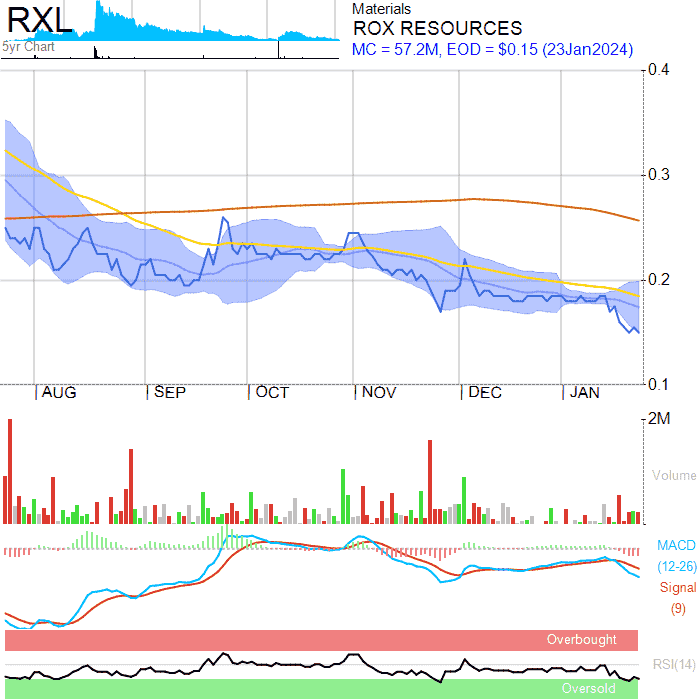 RXL
5yr Chart
Materials
ROX RESOURCES
MC = 57.2M, EOD = $0.15 (23Jan2024)
0.4
0.3
0.2
0.1
AUG SEP OCT NOV DEC JAN
2M
Volume
MACD
(12-26)
Signal
(9)
Overbought
RSI(14)
Oversold